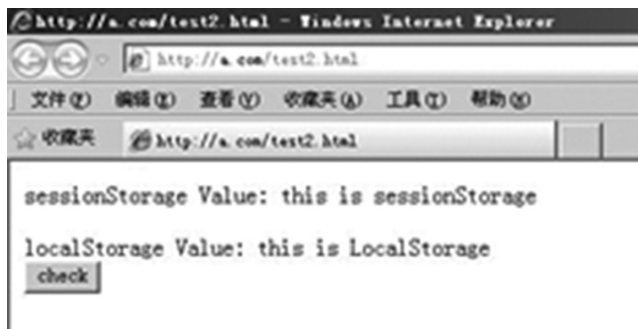 http://a.com/test2.html - Windows Internet Explorer
http://a.com/test2.html
文件(F) 编辑(E) 查看(V) 收藏夹(A) 工具(T) 帮助(H)
收藏夹 http://a.com/test2.html
sessionStorage Value: this is sessionStorage
localStorage Value: this is LocalStorage
check